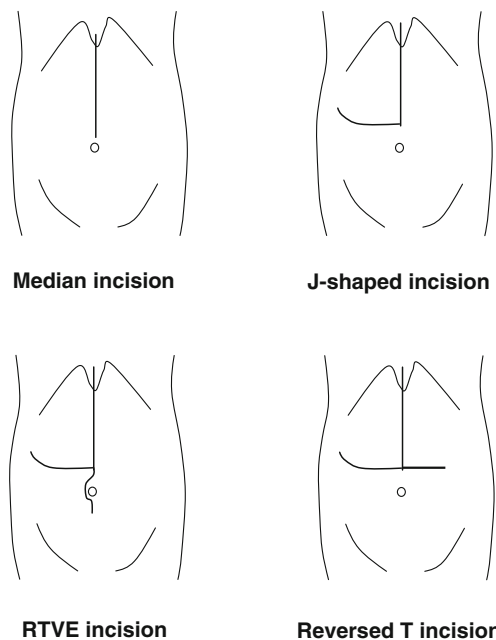 Median incision
J-shaped incision
RTVE incision
Reversed T incision